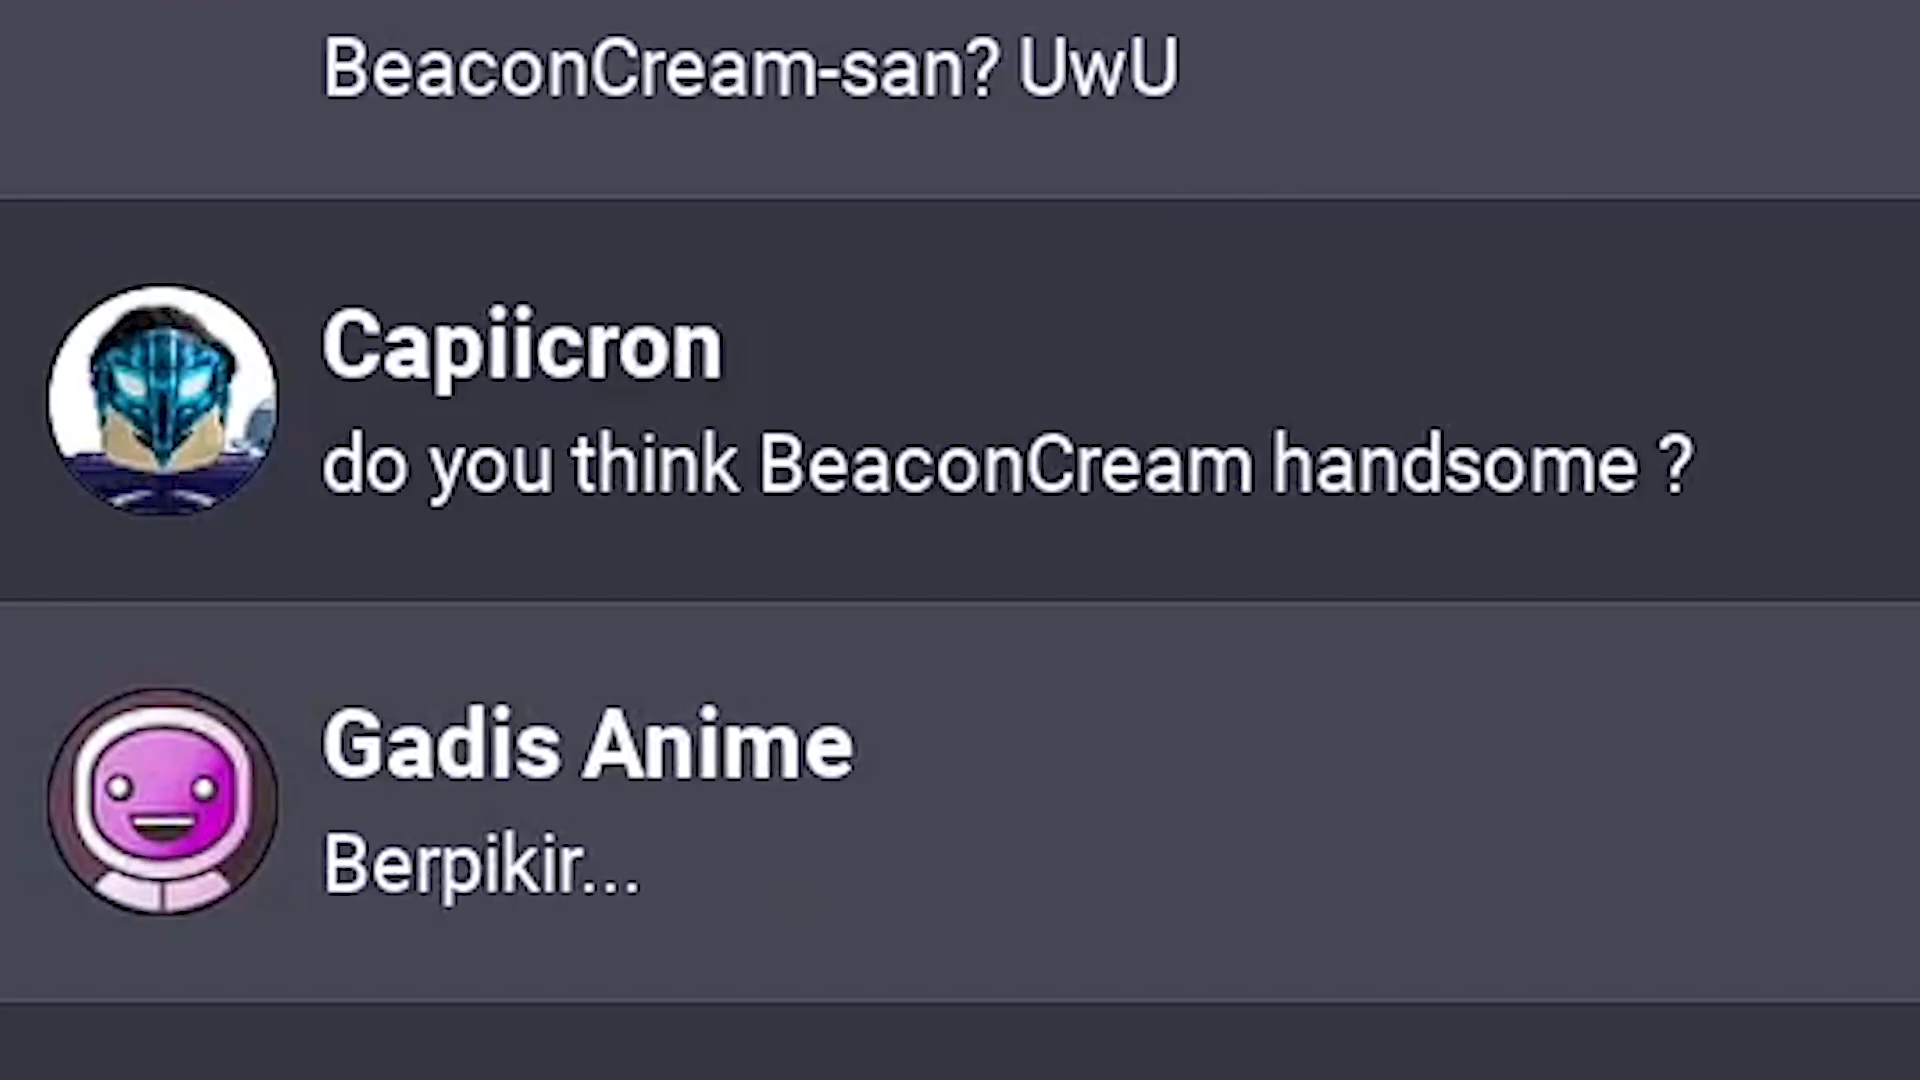 BeaconCream-san? UwU
Capiicron
do you think BeaconCream handsome ?
Gadis Anime
Berpikir...